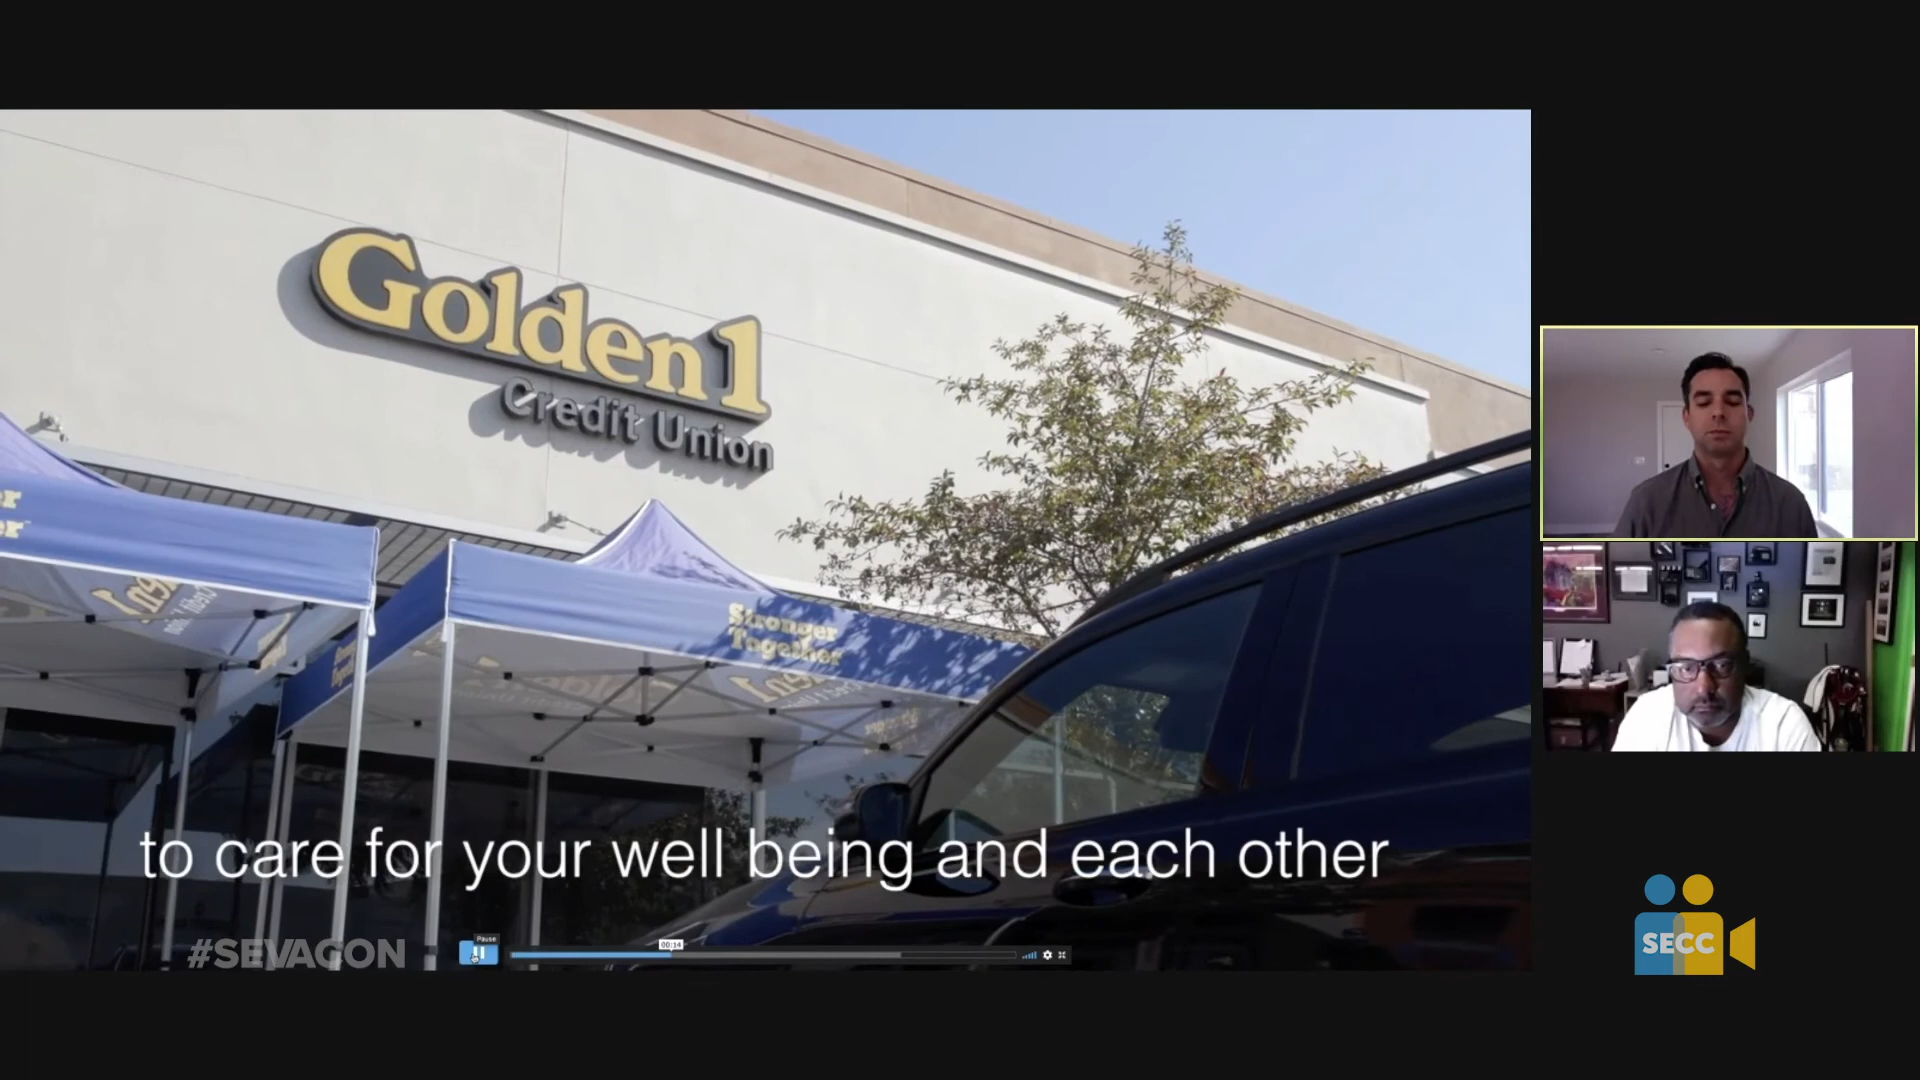 Golden 1
Credit Union
Stronger
Together
to care for your well being and each other
#SEVACON
Pause
00:14
SECC